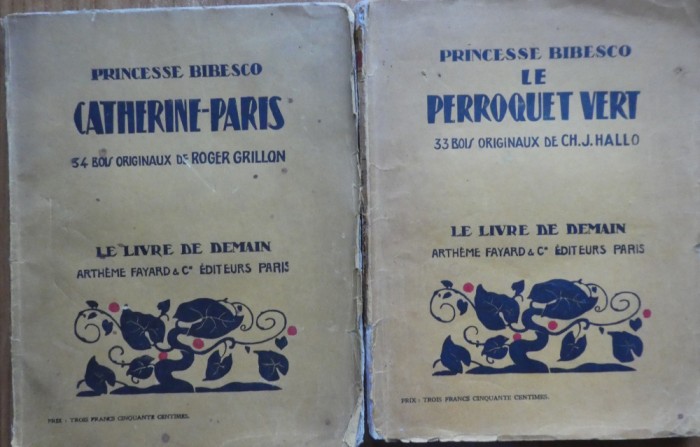 PRINCESSE BIBESCO
CATHERINE-PARIS
54 BOIS ORIGINAUX DE ROGER GRILLON
LE LIVRE DE DEMAIN
ARTHÈME FAYARD & Cie ÉDITEURS PARIS
PRIX : TROIS FRANCS CINQUANTE CENTIMES.
PRINCESSE BIBESCO
LE
PERROQUET VERT
33 BOIS ORIGINAUX DE CH. J. HALLO
LE LIVRE DE DEMAIN
ARTHÈME FAYARD & Cie ÉDITEURS PARIS
PRIX : TROIS FRANCS CINQUANTE CENTIMES.